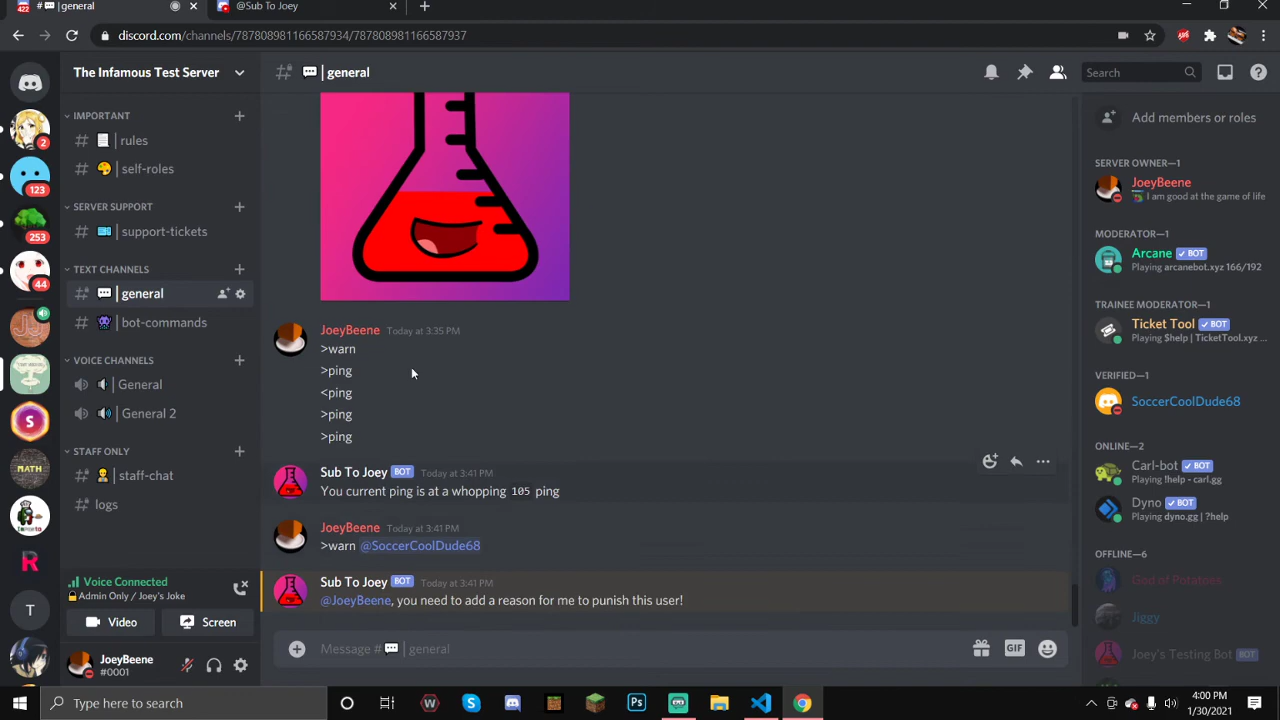 422
# 💬 | general
@Sub To Joey
discord.com/channels/787808981166587934/787808981166587937
ABS
The Infamous Test Server
💬 | general
Search
IMPORTANT
📃 | rules
🎨 | self-roles
SERVER SUPPORT
🎫 | support-tickets
TEXT CHANNELS
💬 | general
👾 | bot-commands
VOICE CHANNELS
🔈 | General
🔊 | General 2
STAFF ONLY
👮 | staff-chat
logs
2
123
253
44
JU
MATH
R
T
Voice Connected
Admin Only / Joey's Joke
Video
Screen
JoeyBeene
#0001
JoeyBeene Today at 3:35 PM
>warn
>ping
<ping
>ping
>ping
Sub To Joey BOT Today at 3:41 PM
You current ping is at a whopping 105 ping
JoeyBeene Today at 3:41 PM
>warn @SoccerCoolDude68
Sub To Joey BOT Today at 3:41 PM
@JoeyBeene, you need to add a reason for me to punish this user!
Message #💬 | general
GIF
Add members or roles
SERVER OWNER—1
JoeyBeene
I am good at the game of life
MODERATOR—1
Arcane ✓ BOT
Playing arcanebot.xyz 166/192
TRAINEE MODERATOR—1
Ticket Tool ✓ BOT
Playing $help | TicketTool.xyz ...
VERIFIED—1
SoccerCoolDude68
ONLINE—2
Carl-bot ✓ BOT
Playing !help - carl.gg
Dyno ✓ BOT
Playing dyno.gg | ?help
OFFLINE—6
God of Potatoes
Jiggy
Joey's Testing Bot BOT
Type here to search
4:00 PM
1/30/2021